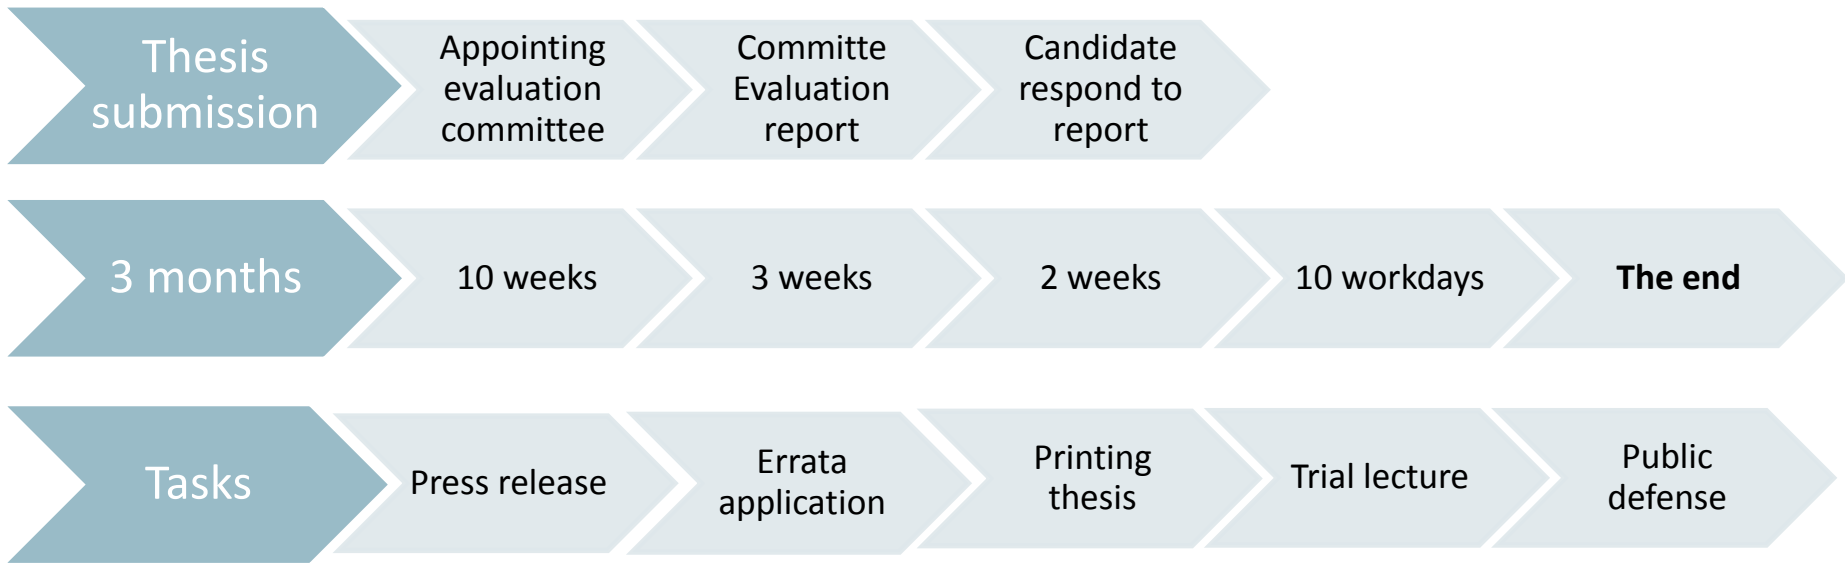 Thesis
submission
Appointing
evaluation
committee
Committe
Evaluation
report
Candidate
respond to
report
3 months
10 weeks
3 weeks
2 weeks
10 workdays
The end
Tasks
Press release
Errata
application
Printing
thesis
Trial lecture
Public
defense